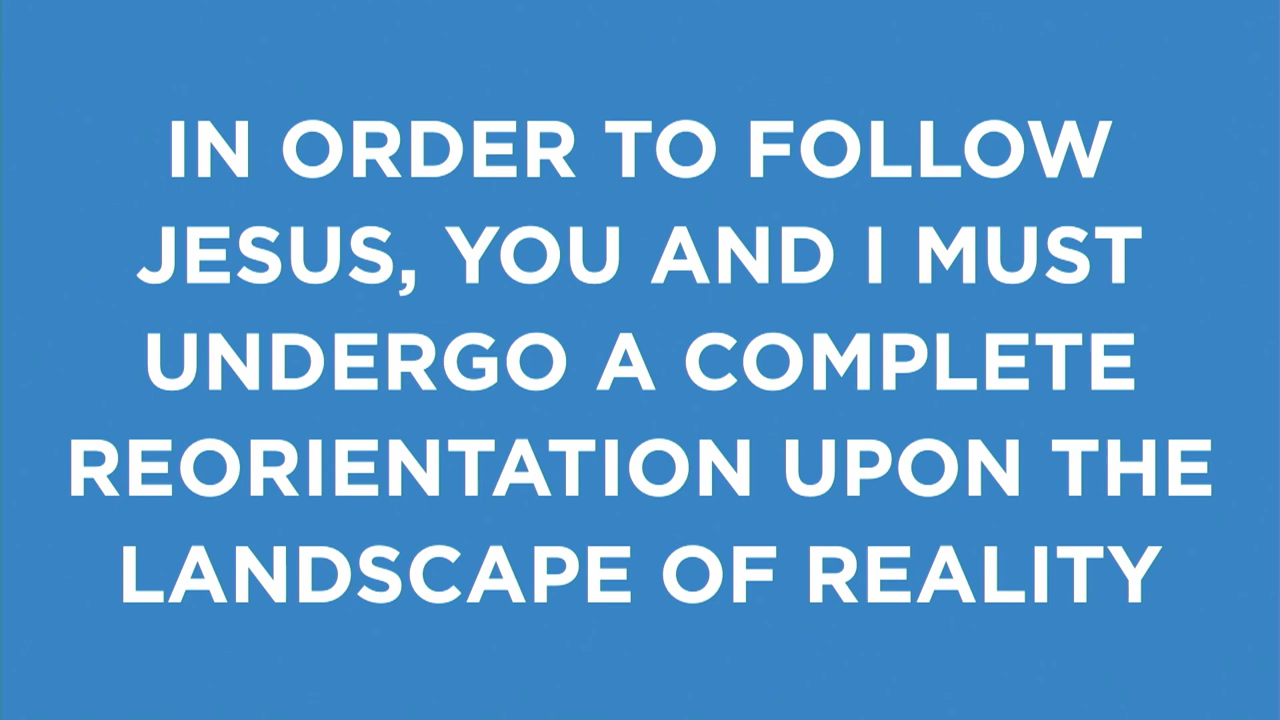 IN ORDER TO FOLLOW
JESUS, YOU AND I MUST
UNDERGO A COMPLETE
REORIENTATION UPON THE
LANDSCAPE OF REALITY